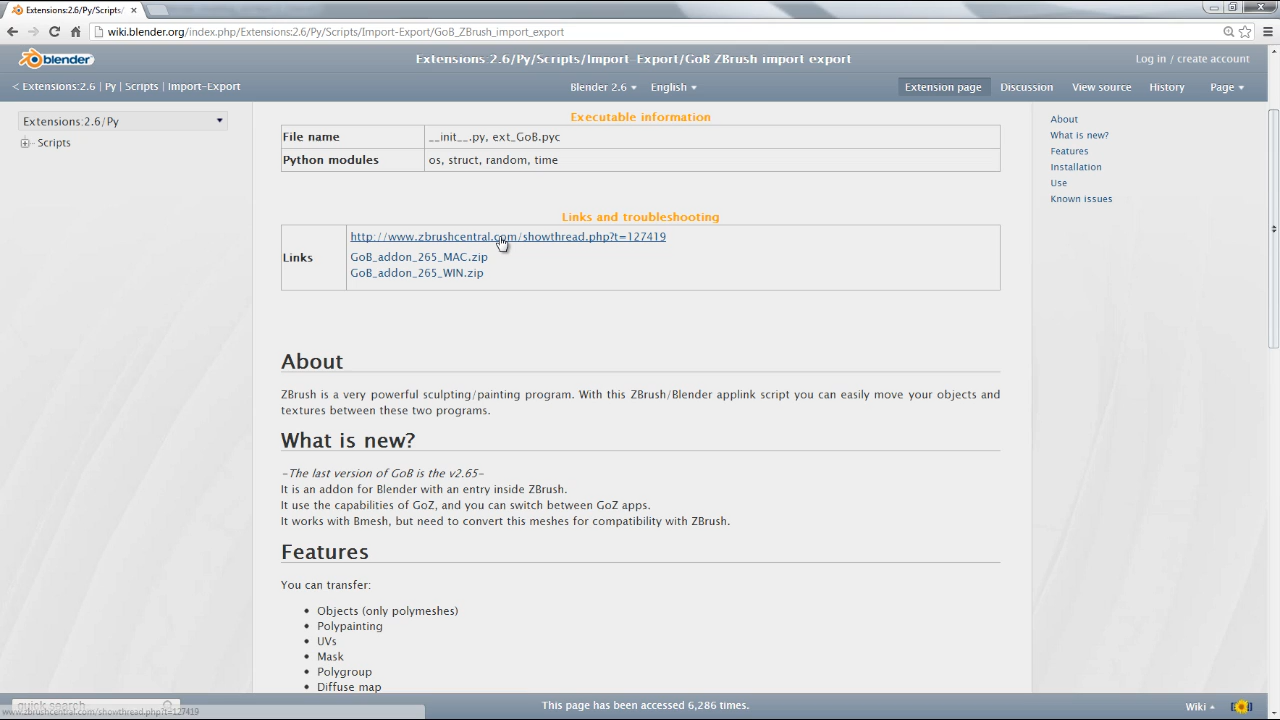 Extensions:2.6/Py/Scripts/
wiki.blender.org/index.php/Extensions:2.6/Py/Scripts/Import-Export/GoB_ZBrush_import_export
blender
Extensions 2.6/Py/Scripts/Import-Export/GoB ZBrush import export
Log in / create account
< Extensions:2.6 | Py | Scripts | Import-Export
Blender 2.6
English
Extension page
Discussion
View source
History
Page
Extensions:2.6/Py
Scripts
Executable information
File name
__init__.py, ext_GoB.pyc
Python modules
os, struct, random, time
Links and troubleshooting
Links
http://www.zbrushcentral.com/showthread.php?t=127419
GoB_addon_265_MAC.zip
GoB_addon_265_WIN.zip
About
ZBrush is a very powerful sculpting/painting program. With this ZBrush/Blender applink script you can easily move your objects and
textures between these two programs.
What is new?
-The last version of GoB is the v2.65-
It is an addon for Blender with an entry inside ZBrush.
It use the capabilities of GoZ, and you can switch between GoZ apps.
It works with Bmesh, but need to convert this meshes for compatibility with ZBrush.
Features
You can transfer:
Objects (only polymeshes)
Polypainting
UVs
Mask
Polygroup
Diffuse map
About
What is new?
Features
Installation
Use
Known issues
quick search
www.zbrushcentral.com/showthread.php?t=127419
This page has been accessed 6,286 times.
Wiki